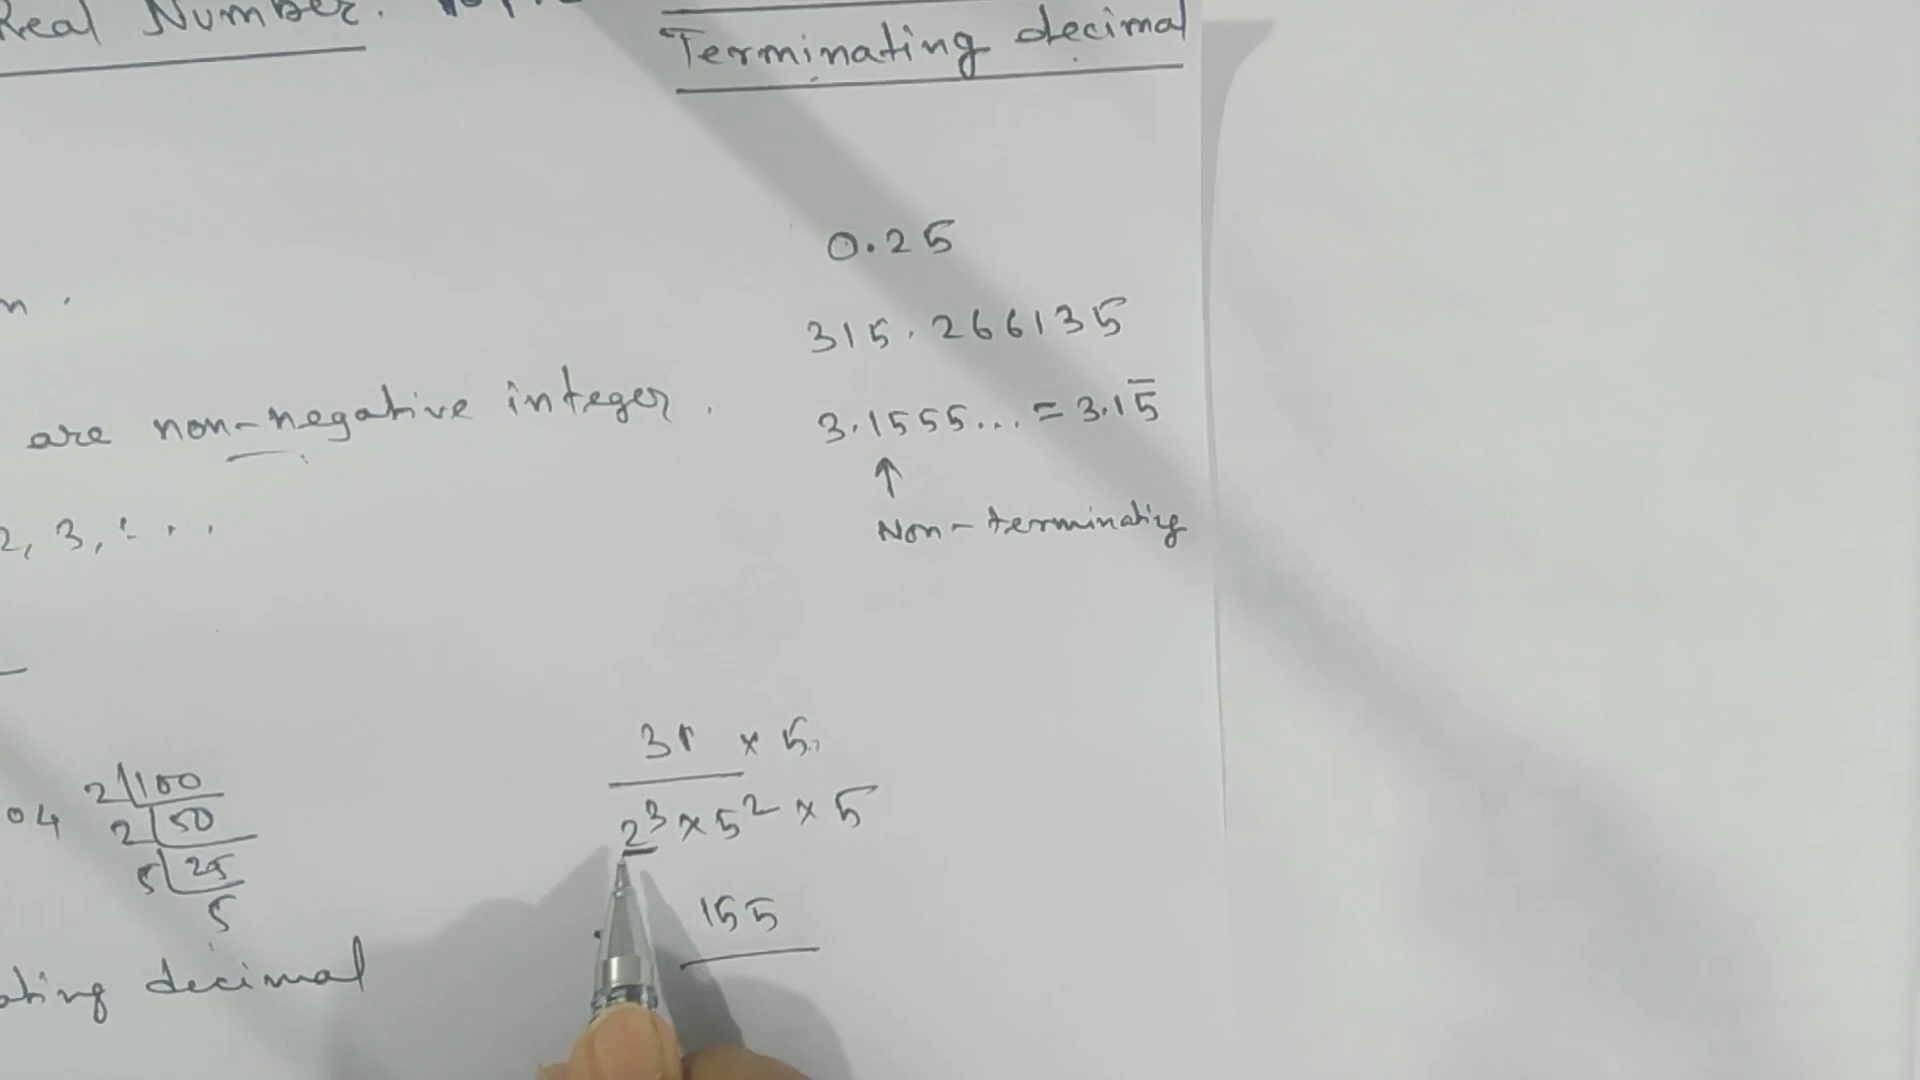 Real Number.
Terminating decimal
0.25
n.
315.266135
are non-negative integer.
3.1555... = 3.15̅
↑
Non-terminating
2, 3, ...
31 × 5
2³ × 5² × 5
04
2 100
2 50
5 25
5
155
ating decimal